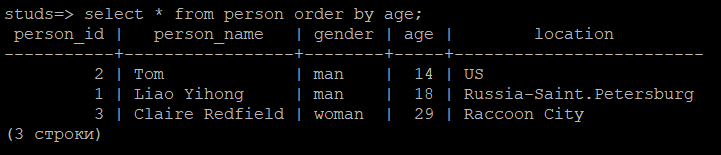 studs=> select * from person order by age;
 person_id |  person_name    | gender | age |        location
-----------+-----------------+--------+-----+-------------------------
         2 | Tom             | man    |  14 | US
         1 | Liao Yihong     | man    |  18 | Russia-Saint.Petersburg
         3 | Claire Redfield | woman  |  29 | Raccoon City
(3 строки)